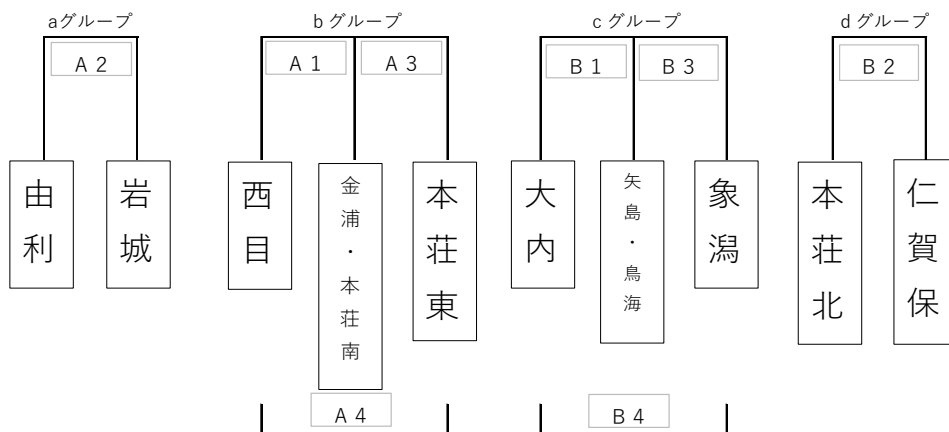 aグループ
bグループ
cグループ
dグループ
A2
A1
A3
B1
B3
B2
由利
岩城
西目
金浦・本荘南
本荘東
大内
矢島・鳥海
象潟
本荘北
仁賀保
A4
B4